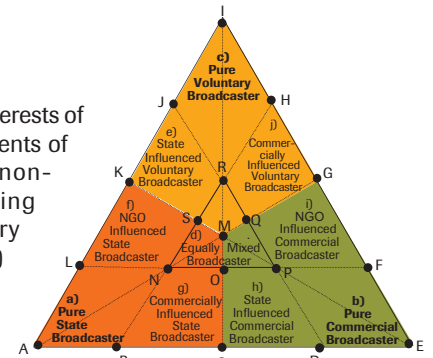 I
c)
Pure
Voluntary
Broadcaster
terests of
ents of
non-
ing
ry
)
J
H
e)
State
Influenced
Voluntary
Broadcaster
j)
Commer-
cially
Influenced
Voluntary
Broadcaster
K
R
G
f)
NGO
Influenced
State
Broadcaster
S
M
Q
i)
NGO
Influenced
Commercial
Broadcaster
d)
Equally Mixed
Broadcaster
L
N
O
P
F
a)
Pure
State
Broadcaster
g)
Commercially
Influenced
State
Broadcaster
h)
State
Influenced
Commercial
Broadcaster
b)
Pure
Commercial
Broadcaster
A
E